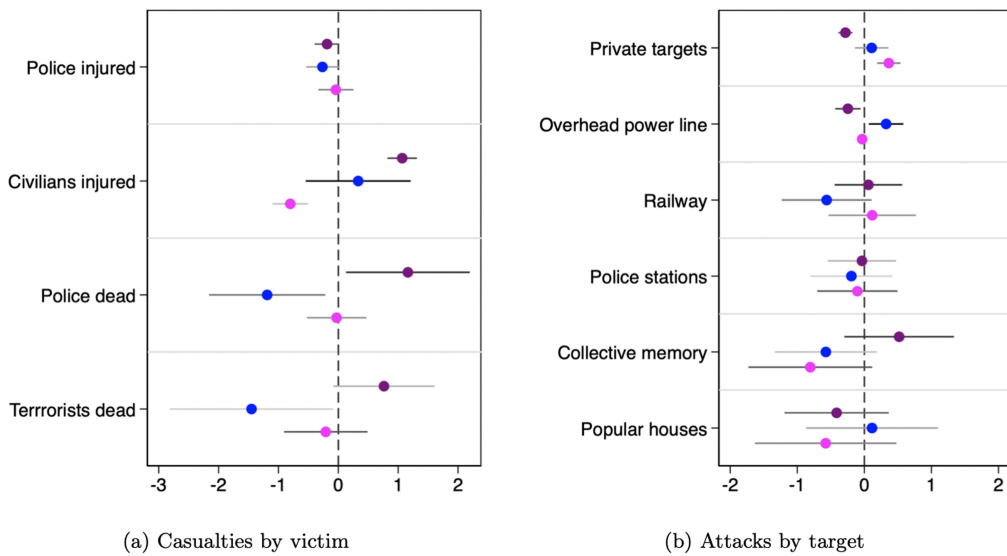 Police injured
Civilians injured
Police dead
Terrrorists dead
-3 -2 -1 0 1 2
(a) Casualties by victim
Private targets
Overhead power line
Railway
Police stations
Collective memory
Popular houses
-2 -1 0 1 2
(b) Attacks by target